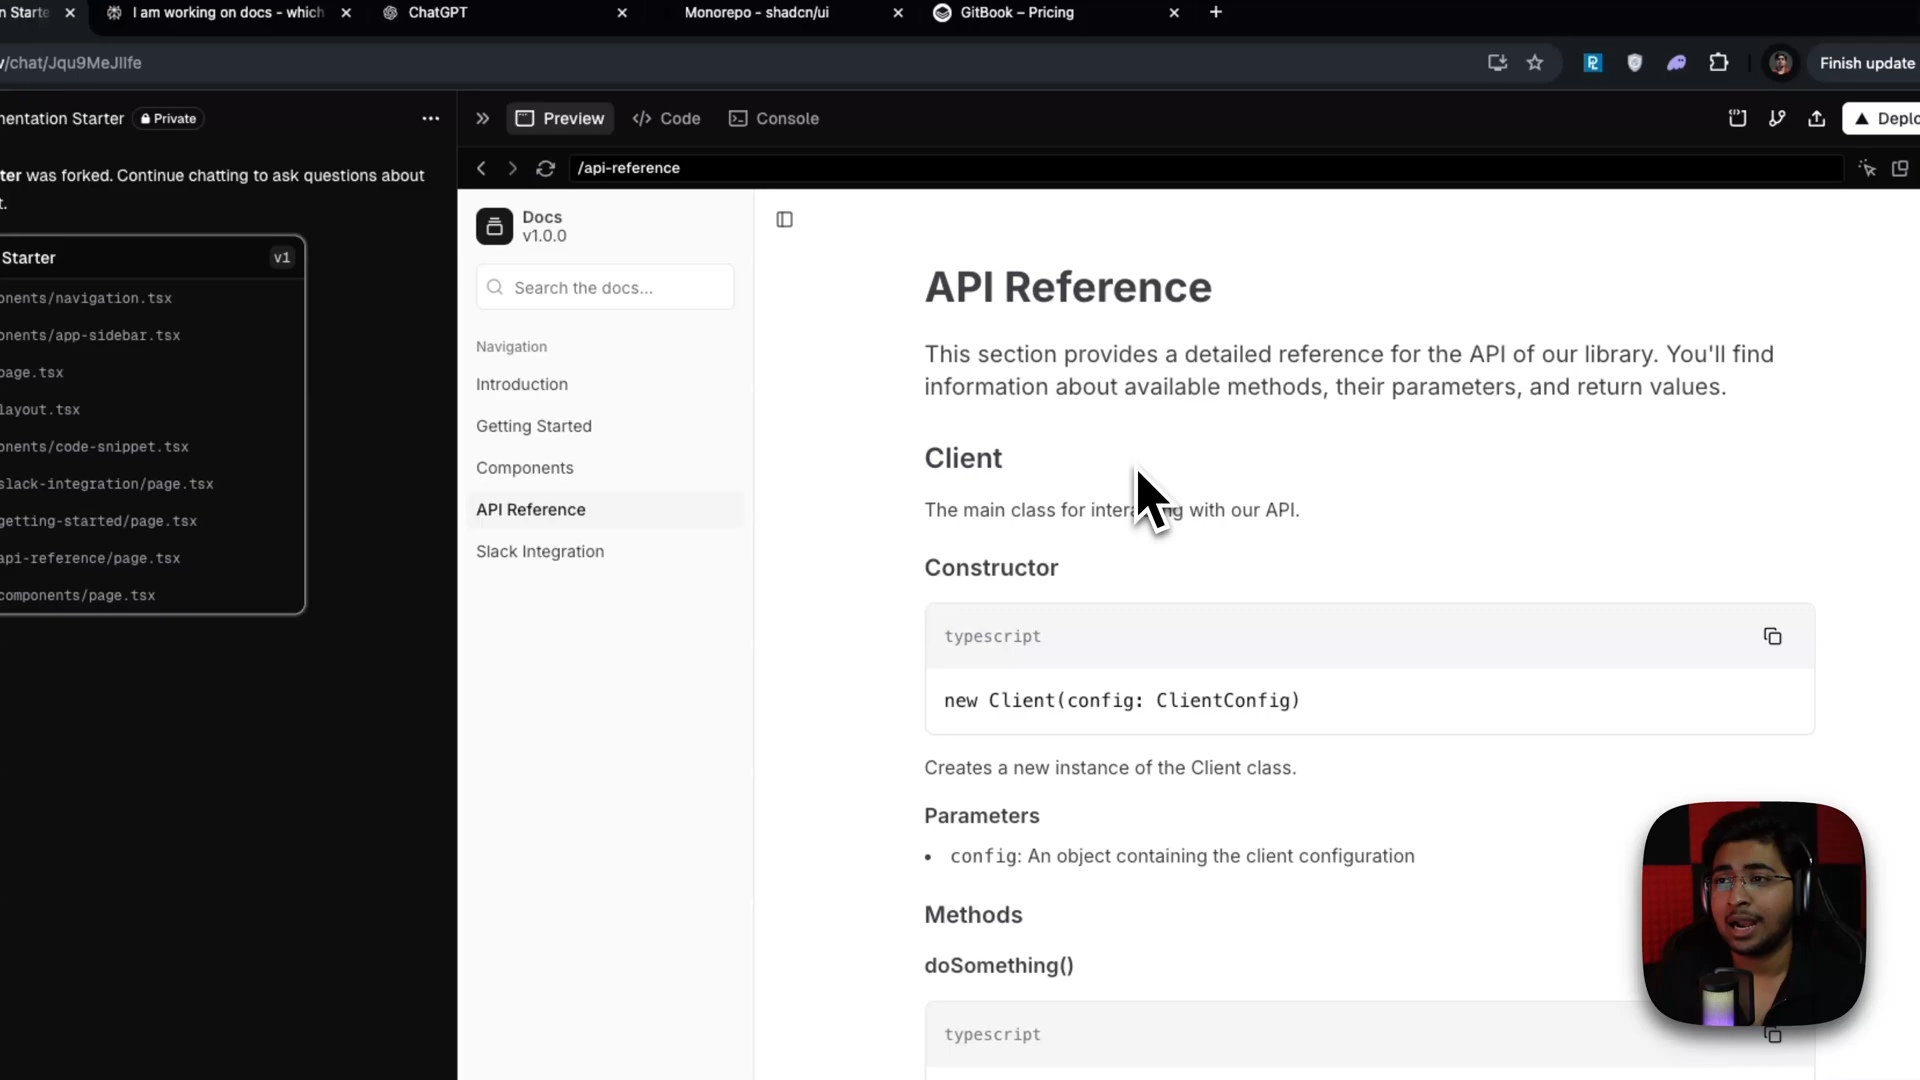 n Starte
I am working on docs - which
ChatGPT
Monorepo - shadcn/ui
GitBook – Pricing
/chat/Jqu9MeJIlfe
Finish update
nentation Starter
Private
Preview
Code
Console
Deplo
/api-reference
ter was forked. Continue chatting to ask questions about
t.
Starter
v1
onents/navigation.tsx
onents/app-sidebar.tsx
page.tsx
layout.tsx
onents/code-snippet.tsx
slack-integration/page.tsx
getting-started/page.tsx
api-reference/page.tsx
components/page.tsx
Docs
v1.0.0
Search the docs...
Navigation
Introduction
Getting Started
Components
API Reference
Slack Integration
API Reference
This section provides a detailed reference for the API of our library. You'll find
information about available methods, their parameters, and return values.
Client
The main class for interacting with our API.
Constructor
typescript
new Client(config: ClientConfig)
Creates a new instance of the Client class.
Parameters
• config: An object containing the client configuration
Methods
doSomething()
typescript